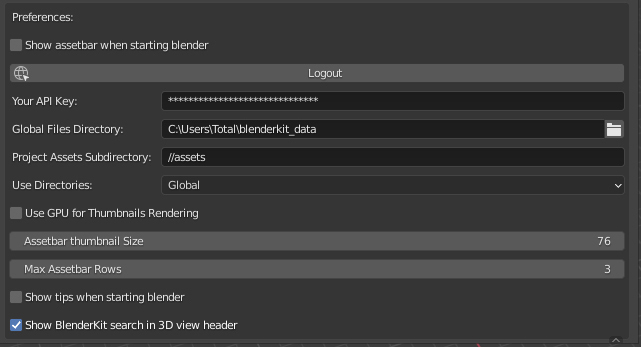 Preferences:
Show assetbar when starting blender
Logout
Your API Key: ******************************
Global Files Directory: C:\Users\Total\blenderkit_data
Project Assets Subdirectory: //assets
Use Directories: Global
Use GPU for Thumbnails Rendering
Assetbar thumbnail Size 76
Max Assetbar Rows 3
Show tips when starting blender
Show BlenderKit search in 3D view header